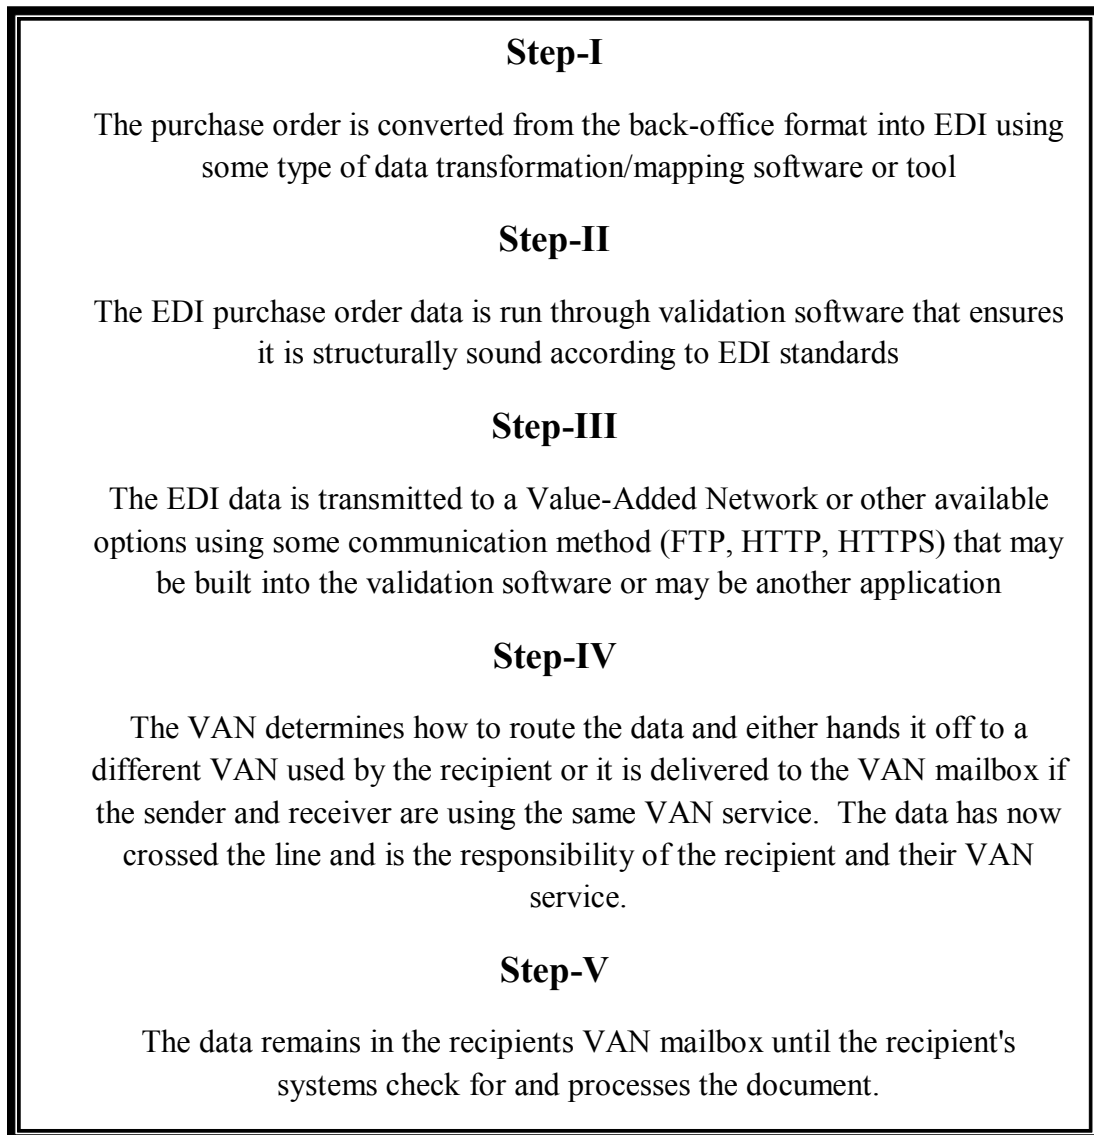 Step-I
The purchase order is converted from the back-office format into EDI using
some type of data transformation/mapping software or tool
Step-II
The EDI purchase order data is run through validation software that ensures
it is structurally sound according to EDI standards
Step-III
The EDI data is transmitted to a Value-Added Network or other available
options using some communication method (FTP, HTTP, HTTPS) that may
be built into the validation software or may be another application
Step-IV
The VAN determines how to route the data and either hands it off to a
different VAN used by the recipient or it is delivered to the VAN mailbox if
the sender and receiver are using the same VAN service.  The data has now
crossed the line and is the responsibility of the recipient and their VAN
service.
Step-V
The data remains in the recipients VAN mailbox until the recipient's
systems check for and processes the document.